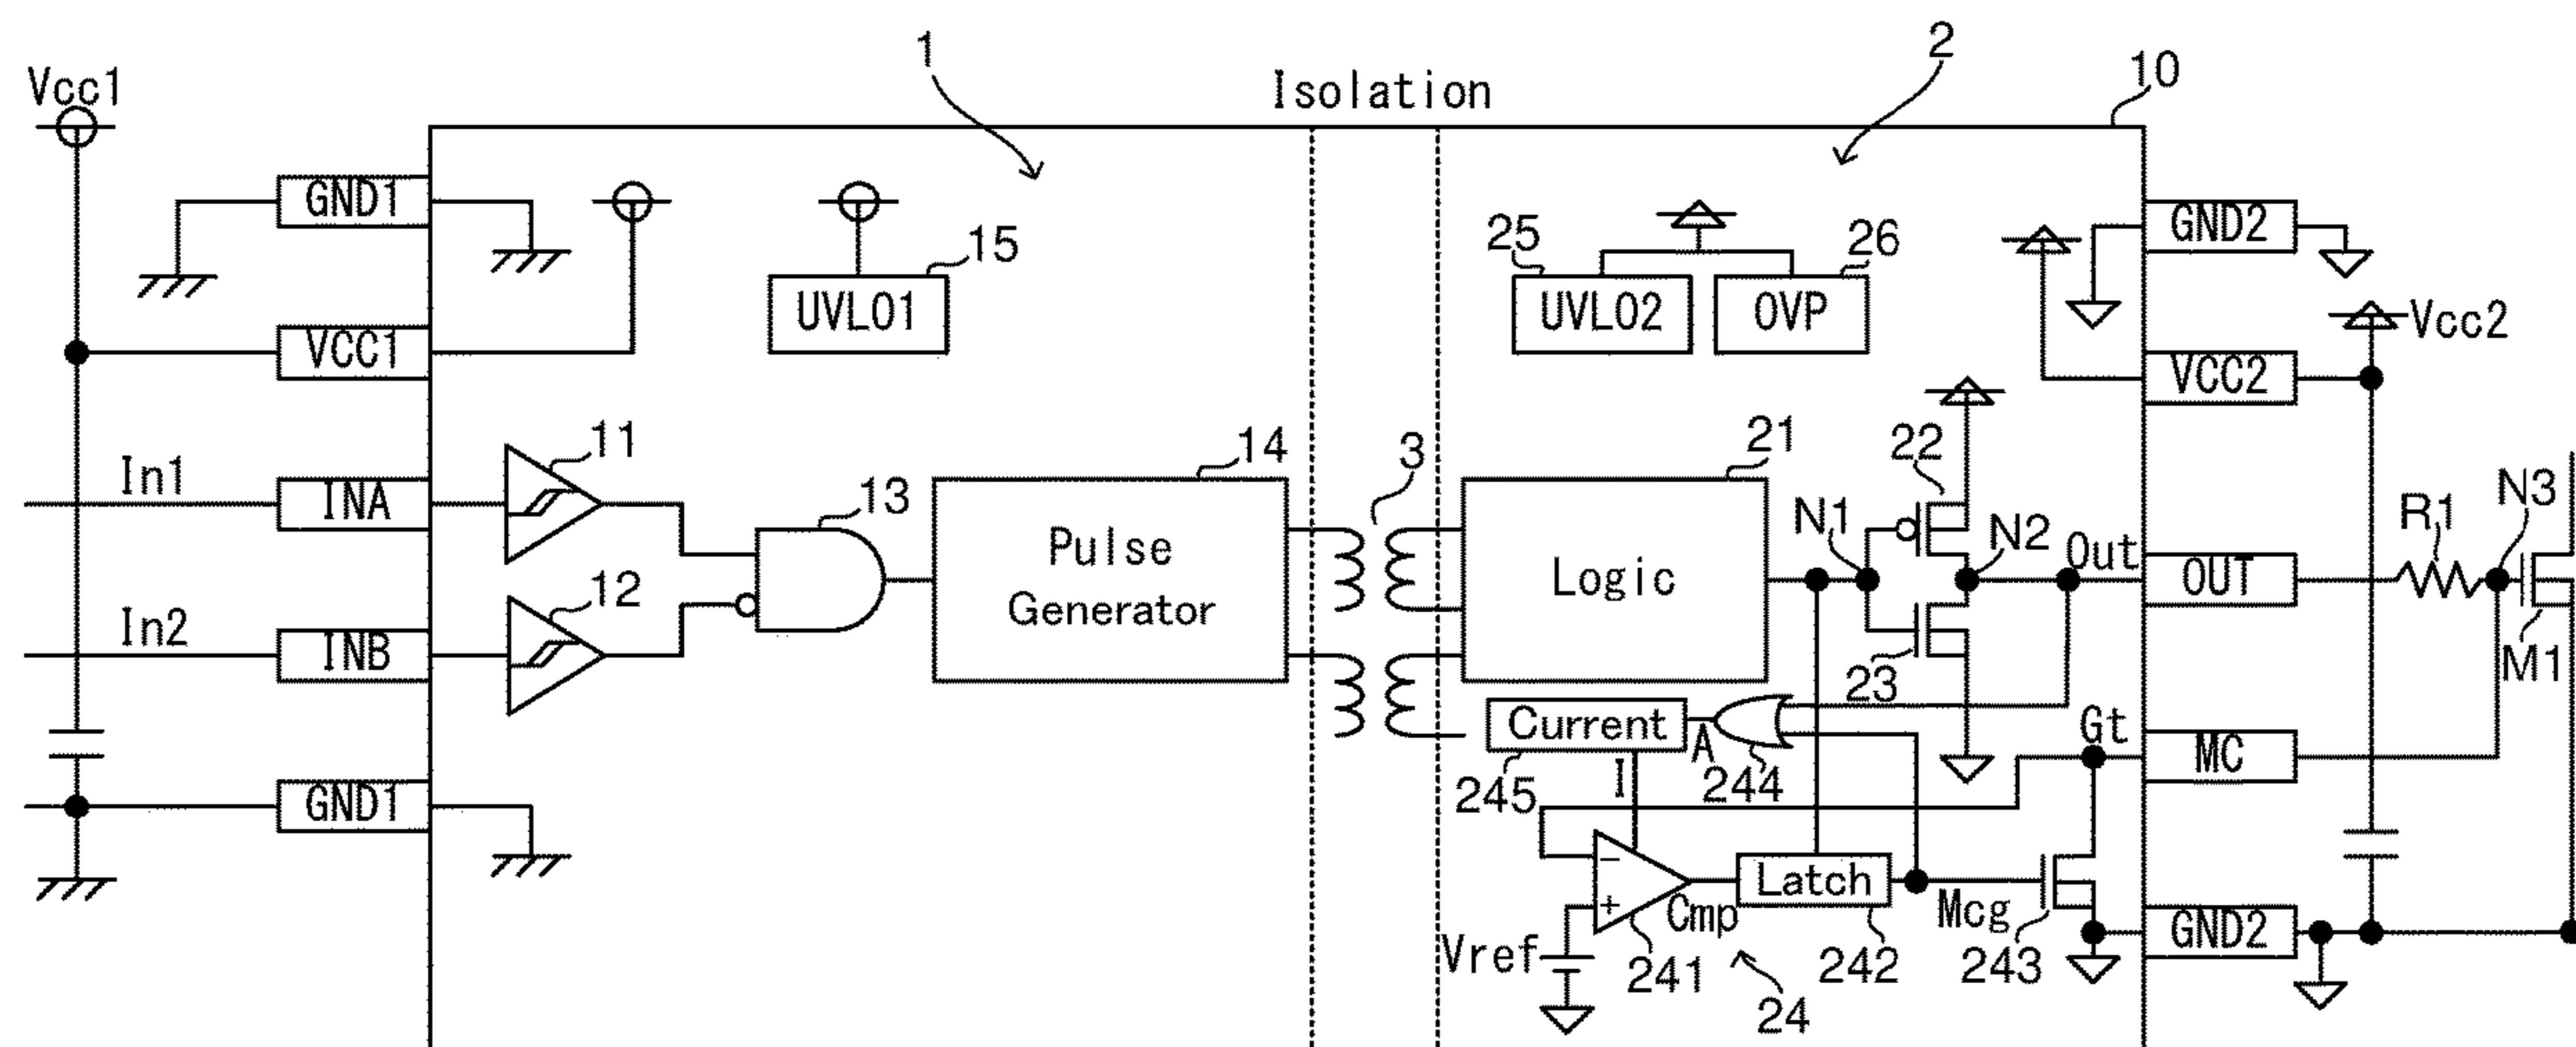 1
2
10
Vcc1
Isolation
GND1
GND2
15
25
26
UVLO1
UVLO2
OVP
Vcc2
VCC1
VCC2
11
14
3
21
22
In1
INA
13
N1
N2
Out
R1
N3
Pulse
Generator
Logic
OUT
12
In2
INB
23
M1
Current
A
244
Gt
MC
245
I
GND1
Latch
Cmp
Mcg
Vref
241
242
243
GND2
24